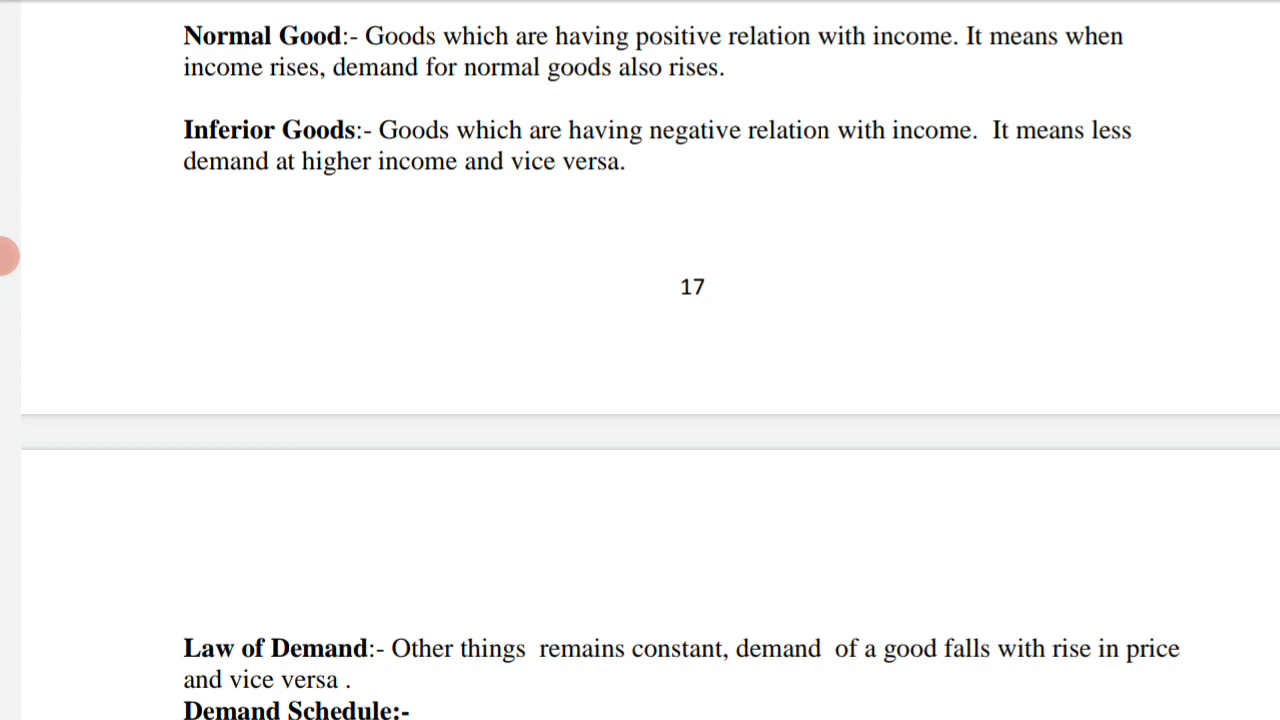 Normal Good:- Goods which are having positive relation with income. It means when
income rises, demand for normal goods also rises.
Inferior Goods:- Goods which are having negative relation with income.  It means less
demand at higher income and vice versa.
17
Law of Demand:- Other things  remains constant, demand  of a good falls with rise in price
and vice versa .
Demand Schedule:-